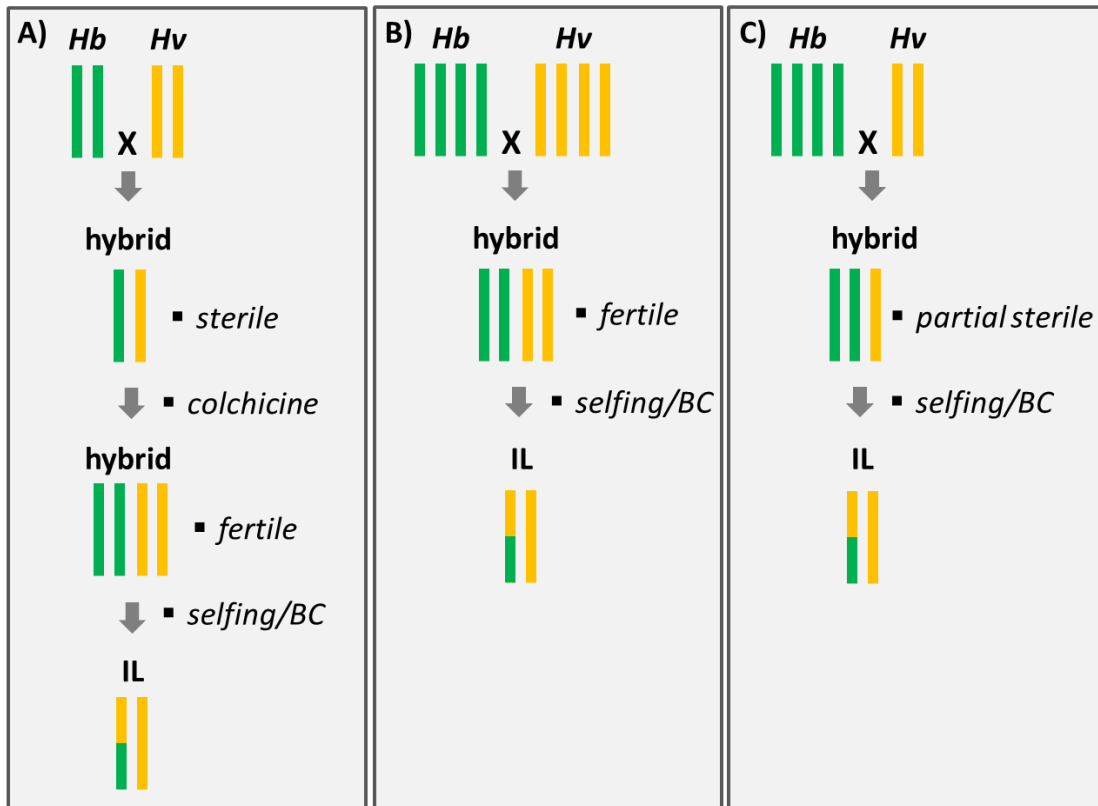 A)
Hb Hv
X
hybrid
▪ sterile
▪ colchicine
hybrid
▪ fertile
▪ selfing/BC
IL
B)
Hb Hv
X
hybrid
▪ fertile
▪ selfing/BC
IL
C)
Hb Hv
X
hybrid
▪ partial sterile
▪ selfing/BC
IL